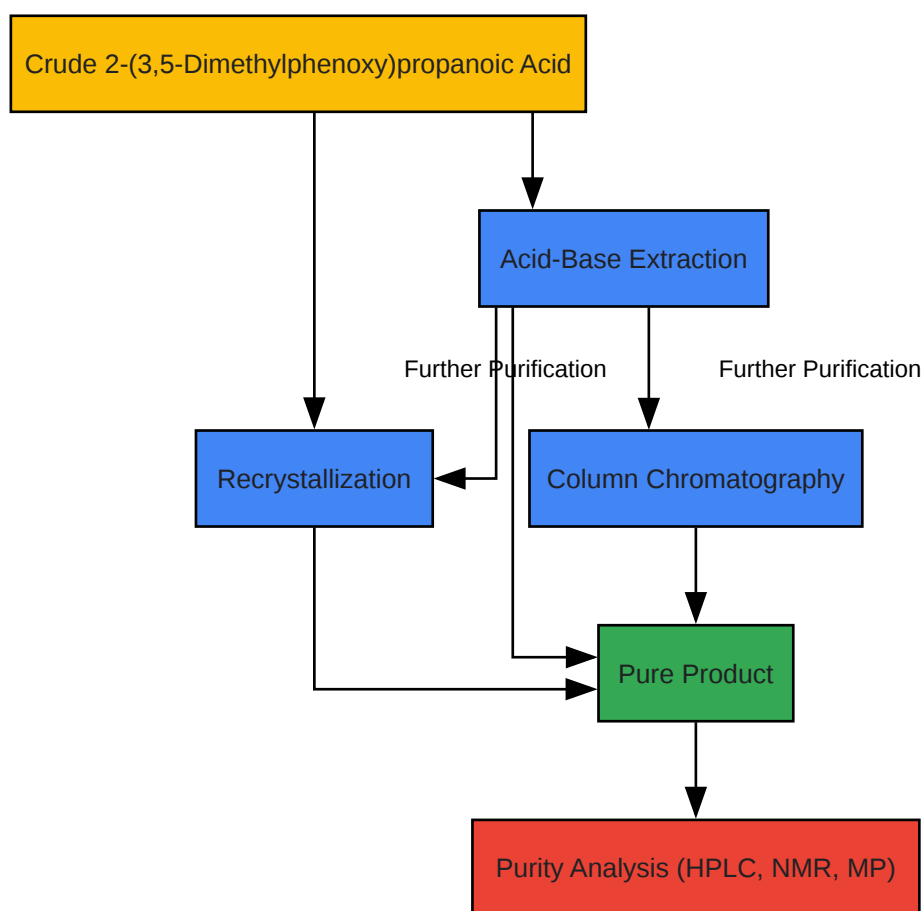 Crude 2-(3,5-Dimethylphenoxy)propanoic Acid
Acid-Base Extraction
Further Purification
Further Purification
Recrystallization
Column Chromatography
Pure Product
Purity Analysis (HPLC, NMR, MP)